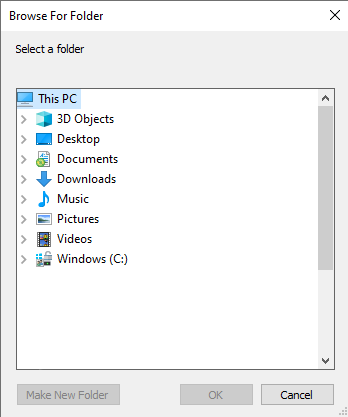 Browse For Folder
Select a folder
This PC
3D Objects
Desktop
Documents
Downloads
Music
Pictures
Videos
Windows (C:)
Make New Folder OK Cancel